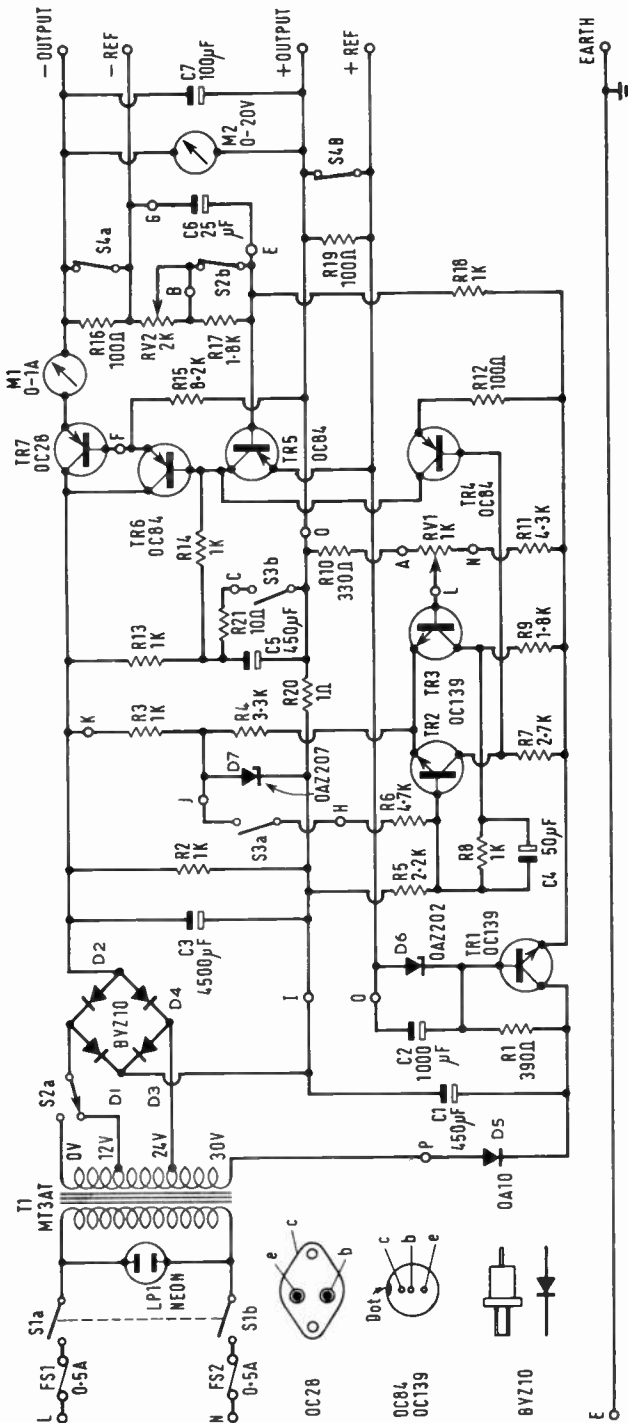 L
FS1
0·5A
S1a
N
FS2
0·5A
S1b
LP1
NEON
T1
MT3AT
0V
12V
24V
30V
S2a
D1
D2
D3
D4
BYZ10
P
D5
OA10
C1
450µF
I
C3
4500µF
R2
1K
O
C2
1000
µF
D6
OAZ202
R1
390Ω
TR1
OC139
K
R3
1K
J
D7
OAZ207
R4
3·3K
S3a
H
R6
4·7K
R5
2·2K
R8
1K
C4
50µF
TR2
TR3
OC139
R7
2·7K
R9
1·8K
R13
1K
R14
1K
R21
10Ω
C
S3b
C5
450µF
R20
1Ω
O
R10
330Ω
A
RV1
1K
L
N
R11
4·3K
TR4
OC84
R12
100Ω
TR7
OC28
F
TR6
OC84
R15
8·2K
TR5
OC84
M1
0-1A
R16
100Ω
RV2
2K
B
R17
1·8K
S2b
S4a
G
C6
25
µF
E
R18
1K
M2
0-20V
C7
100µF
R19
100Ω
S4B
-OUTPUT
-REF
+OUTPUT
+REF
EARTH
E
OC28
e
c
b
OC84
OC139
Dot
c
b
e
BYZ10